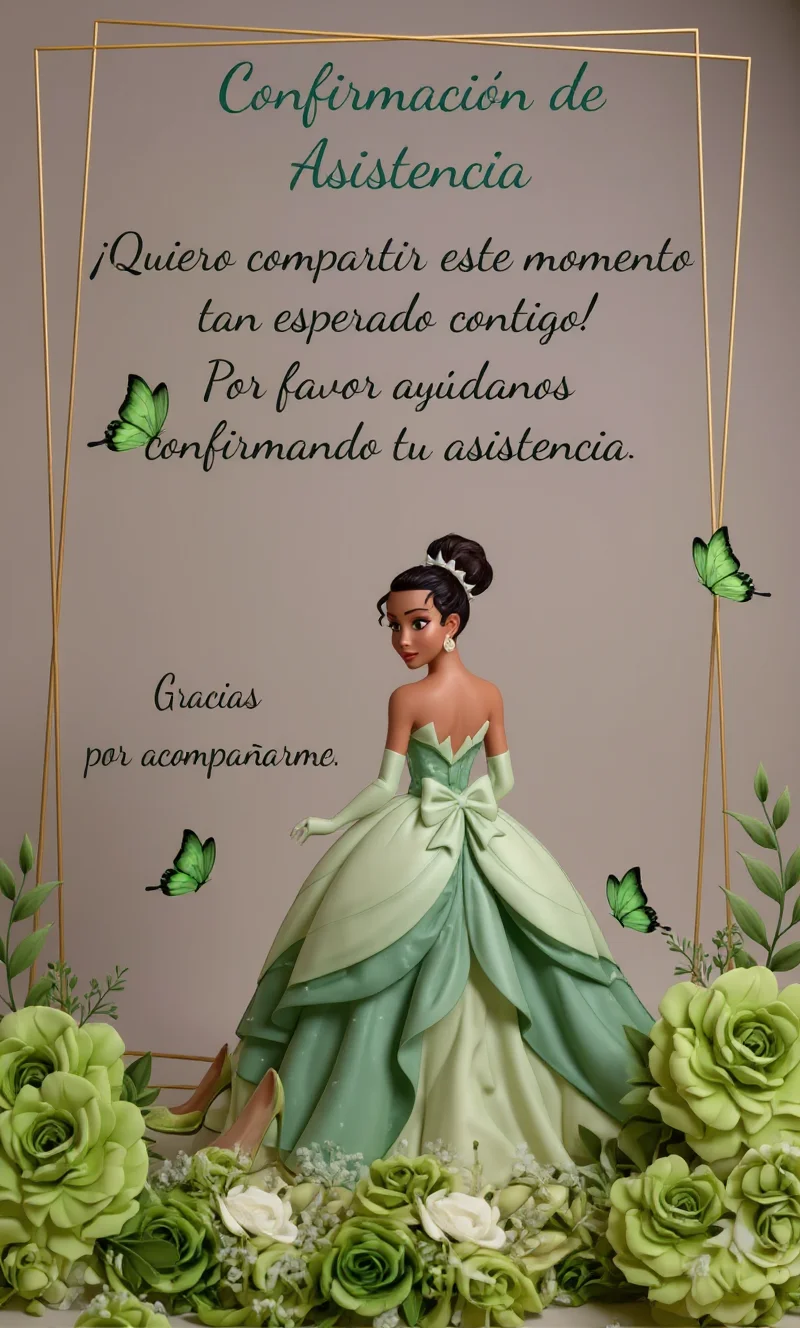 Confirmación de
Asistencia
¡Quiero compartir este momento
tan esperado contigo!
Por favor ayúdanos
confirmando tu asistencia.
Gracias
por acompañarme.